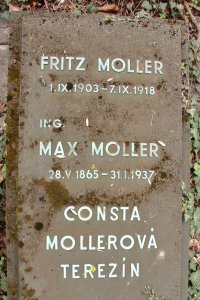 FRITZ MOLLER
1.IX.1903 – 7.IX.1918
ING.
MAX MOLLER
28.V.1865 – 31.I.1937
CONSTA
MOLLEROVÁ
TEREZÍN